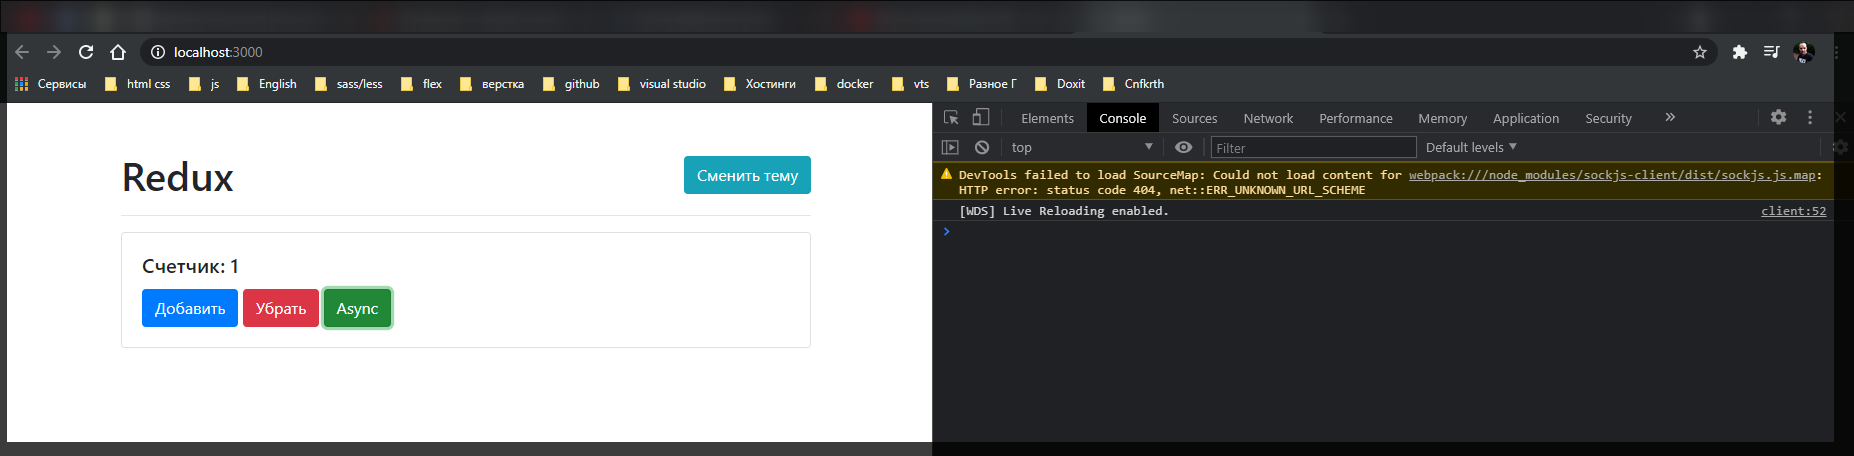 localhost:3000
Сервисы html css js English sass/less flex верстка github visual studio Хостинги docker vts Разное Г Doxit Cnfkrth
Redux
Сменить тему
Счетчик: 1
Добавить Убрать Async
Elements Console Sources Network Performance Memory Application Security »
top Filter Default levels
DevTools failed to load SourceMap: Could not load content for webpack:///node_modules/sockjs-client/dist/sockjs.js.map:
HTTP error: status code 404, net::ERR_UNKNOWN_URL_SCHEME
[WDS] Live Reloading enabled. client:52